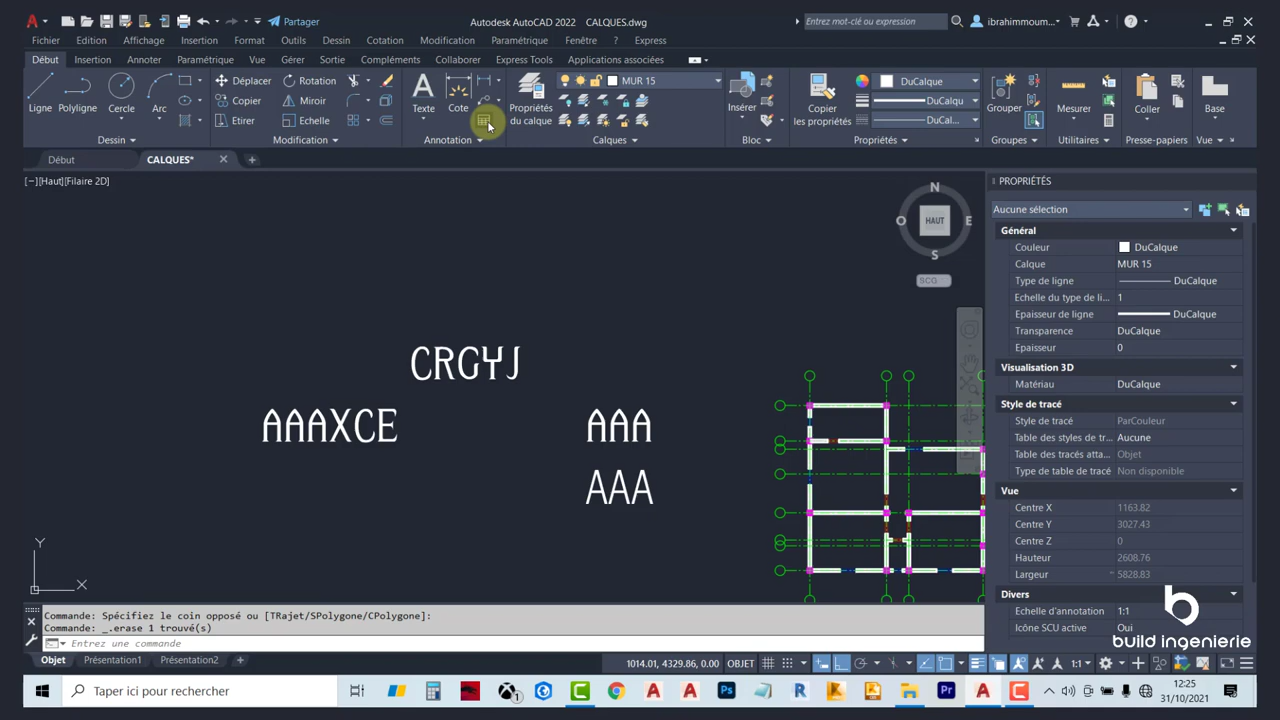 Partager
Autodesk AutoCAD 2022 CALQUES.dwg
Entrez mot-clé ou expression
ibrahimmoum...
Fichier Edition Affichage Insertion Format Outils Dessin Cotation Modification Paramétrique Fenêtre ? Express
Début Insertion Annoter Paramétrique Vue Gérer Sortie Compléments Collaborer Express Tools Applications associées
Ligne Polyligne Cercle Arc
Dessin
Déplacer Rotation
Copier Miroir
Etirer Echelle
Modification
Texte Cote
Annotation
Propriétés du calque
MUR 15
Calques
Insérer
Bloc
Copier les propriétés
DuCalque
DuCalqu
DuCal...
Propriétés
Grouper
Groupes
Mesurer
Utilitaires
Coller
Presse-papiers
Base
Vue
Début CALQUES*
[−][Haut][Filaire 2D]
N
O HAUT E
S
SCG
CRGYJ
AAAXCE AAA
AAA
Y
X
PROPRIÉTÉS
Aucune sélection
Général
Couleur DuCalque
Calque MUR 15
Type de ligne DuCalque
Echelle du type de li... 1
Epaisseur de ligne DuCalque
Transparence DuCalque
Epaisseur 0
Visualisation 3D
Matériau DuCalque
Style de tracé
Style de tracé ParCouleur
Table des styles de tr... Aucune
Table des tracés atta... Objet
Type de table de tracé Non disponible
Vue
Centre X 1163.82
Centre Y 3027.43
Centre Z 0
Hauteur 2608.76
Largeur 5828.83
Divers
Echelle d'annotation 1:1
Icône SCU active Oui
build ingenierie
Commande: Spécifiez le coin opposé ou [TRajet/SPolygone/CPolygone]:
Commande: _.erase 1 trouvé(s)
Entrez une commande
Objet Présentation1 Présentation2
1014.01, 4329.86, 0.00 OBJET
1:1
Taper ici pour rechercher
12:25
31/10/2021